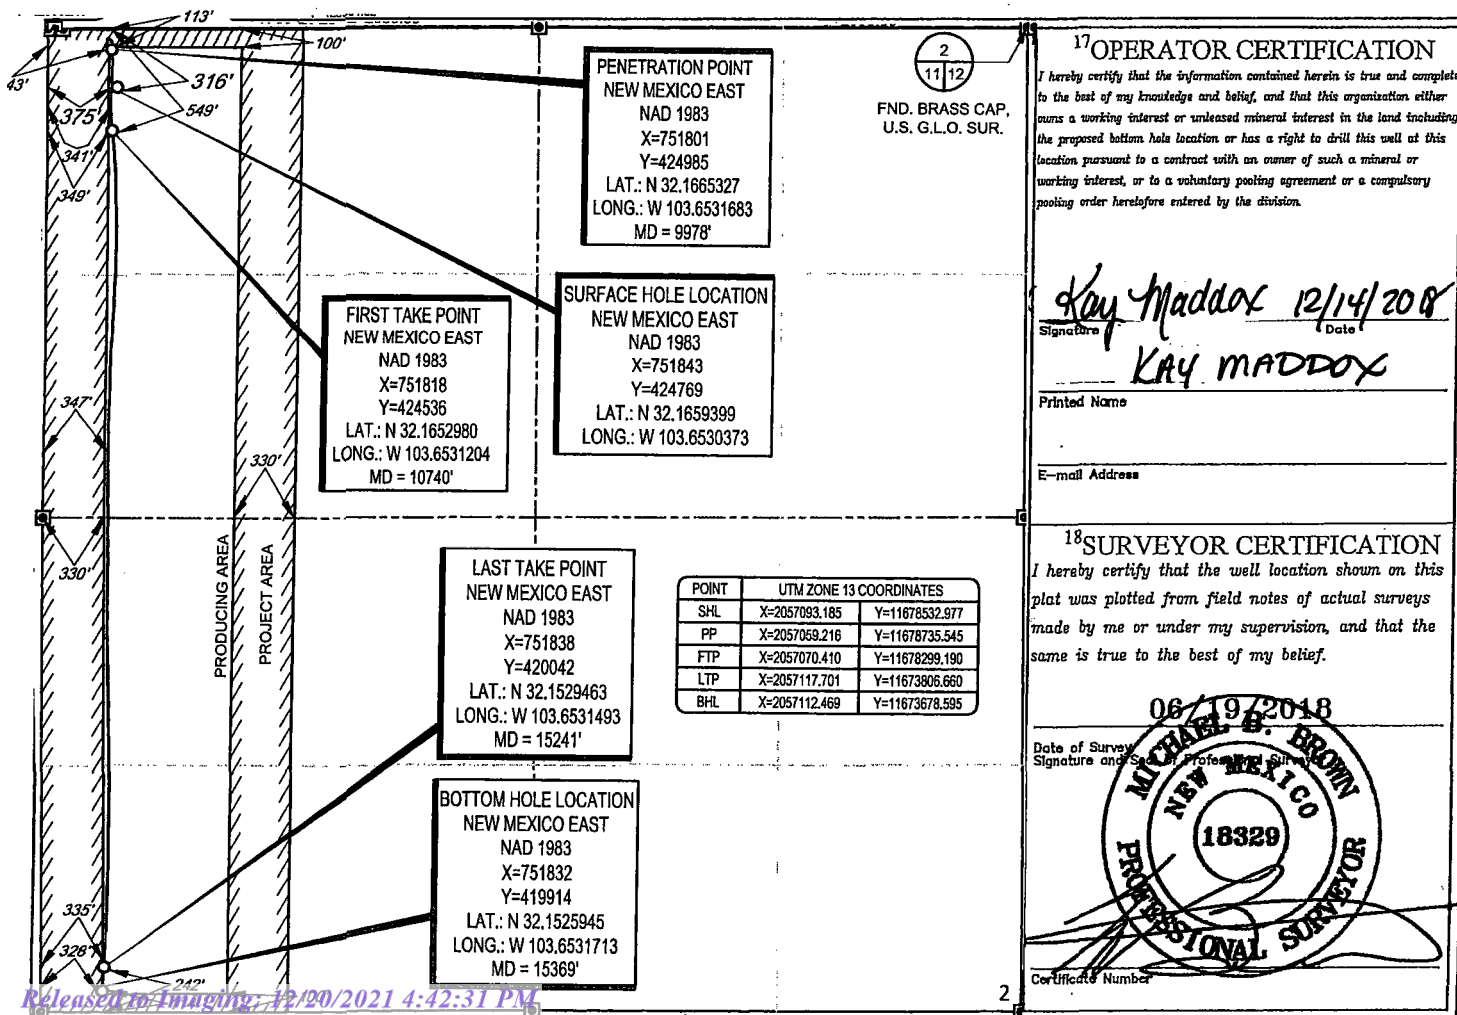 113'
100'
43'
316'
549'
375'
341'
349'
PENETRATION POINT
NEW MEXICO EAST
NAD 1983
X=751801
Y=424985
LAT.: N 32.1665327
LONG.: W 103.6531683
MD = 9978'
2
11 12
FND. BRASS CAP,
U.S. G.L.O. SUR.
SURFACE HOLE LOCATION
NEW MEXICO EAST
NAD 1983
X=751843
Y=424769
LAT.: N 32.1659399
LONG.: W 103.6530373
FIRST TAKE POINT
NEW MEXICO EAST
NAD 1983
X=751818
Y=424536
LAT.: N 32.1652980
LONG.: W 103.6531204
MD = 10740'
347'
330'
330'
PRODUCING AREA
PROJECT AREA
LAST TAKE POINT
NEW MEXICO EAST
NAD 1983
X=751838
Y=420042
LAT.: N 32.1529463
LONG.: W 103.6531493
MD = 15241'
POINT UTM ZONE 13 COORDINATES
SHL X=2057093.185 Y=11678532.977
PP X=2057059.216 Y=11678735.545
FTP X=2057070.410 Y=11678299.190
LTP X=2057117.701 Y=11673806.660
BHL X=2057112.469 Y=11673678.595
BOTTOM HOLE LOCATION
NEW MEXICO EAST
NAD 1983
X=751832
Y=419914
LAT.: N 32.1525945
LONG.: W 103.6531713
MD = 15369'
335'
328'
242'
Released to Imaging: 12/20/2021 4:42:31 PM
2
17 OPERATOR CERTIFICATION
I hereby certify that the information contained herein is true and complete
to the best of my knowledge and belief, and that this organization either
owns a working interest or unleased mineral interest in the land including
the proposed bottom hole location or has a right to drill this well at this
location pursuant to a contract with an owner of such a mineral or
working interest, or to a voluntary pooling agreement or a compulsory
pooling order heretofore entered by the division.
Kay Maddox 12/14/2018
Signature Date
KAY MADDOX
Printed Name
E-mail Address
18 SURVEYOR CERTIFICATION
I hereby certify that the well location shown on this
plat was plotted from field notes of actual surveys
made by me or under my supervision, and that the
same is true to the best of my belief.
06/19/2018
Date of Survey
Signature and Seal of Professional Surveyor
MICHAEL B. BROWN
NEW MEXICO
18329
PROFESSIONAL SURVEYOR
Certificate Number